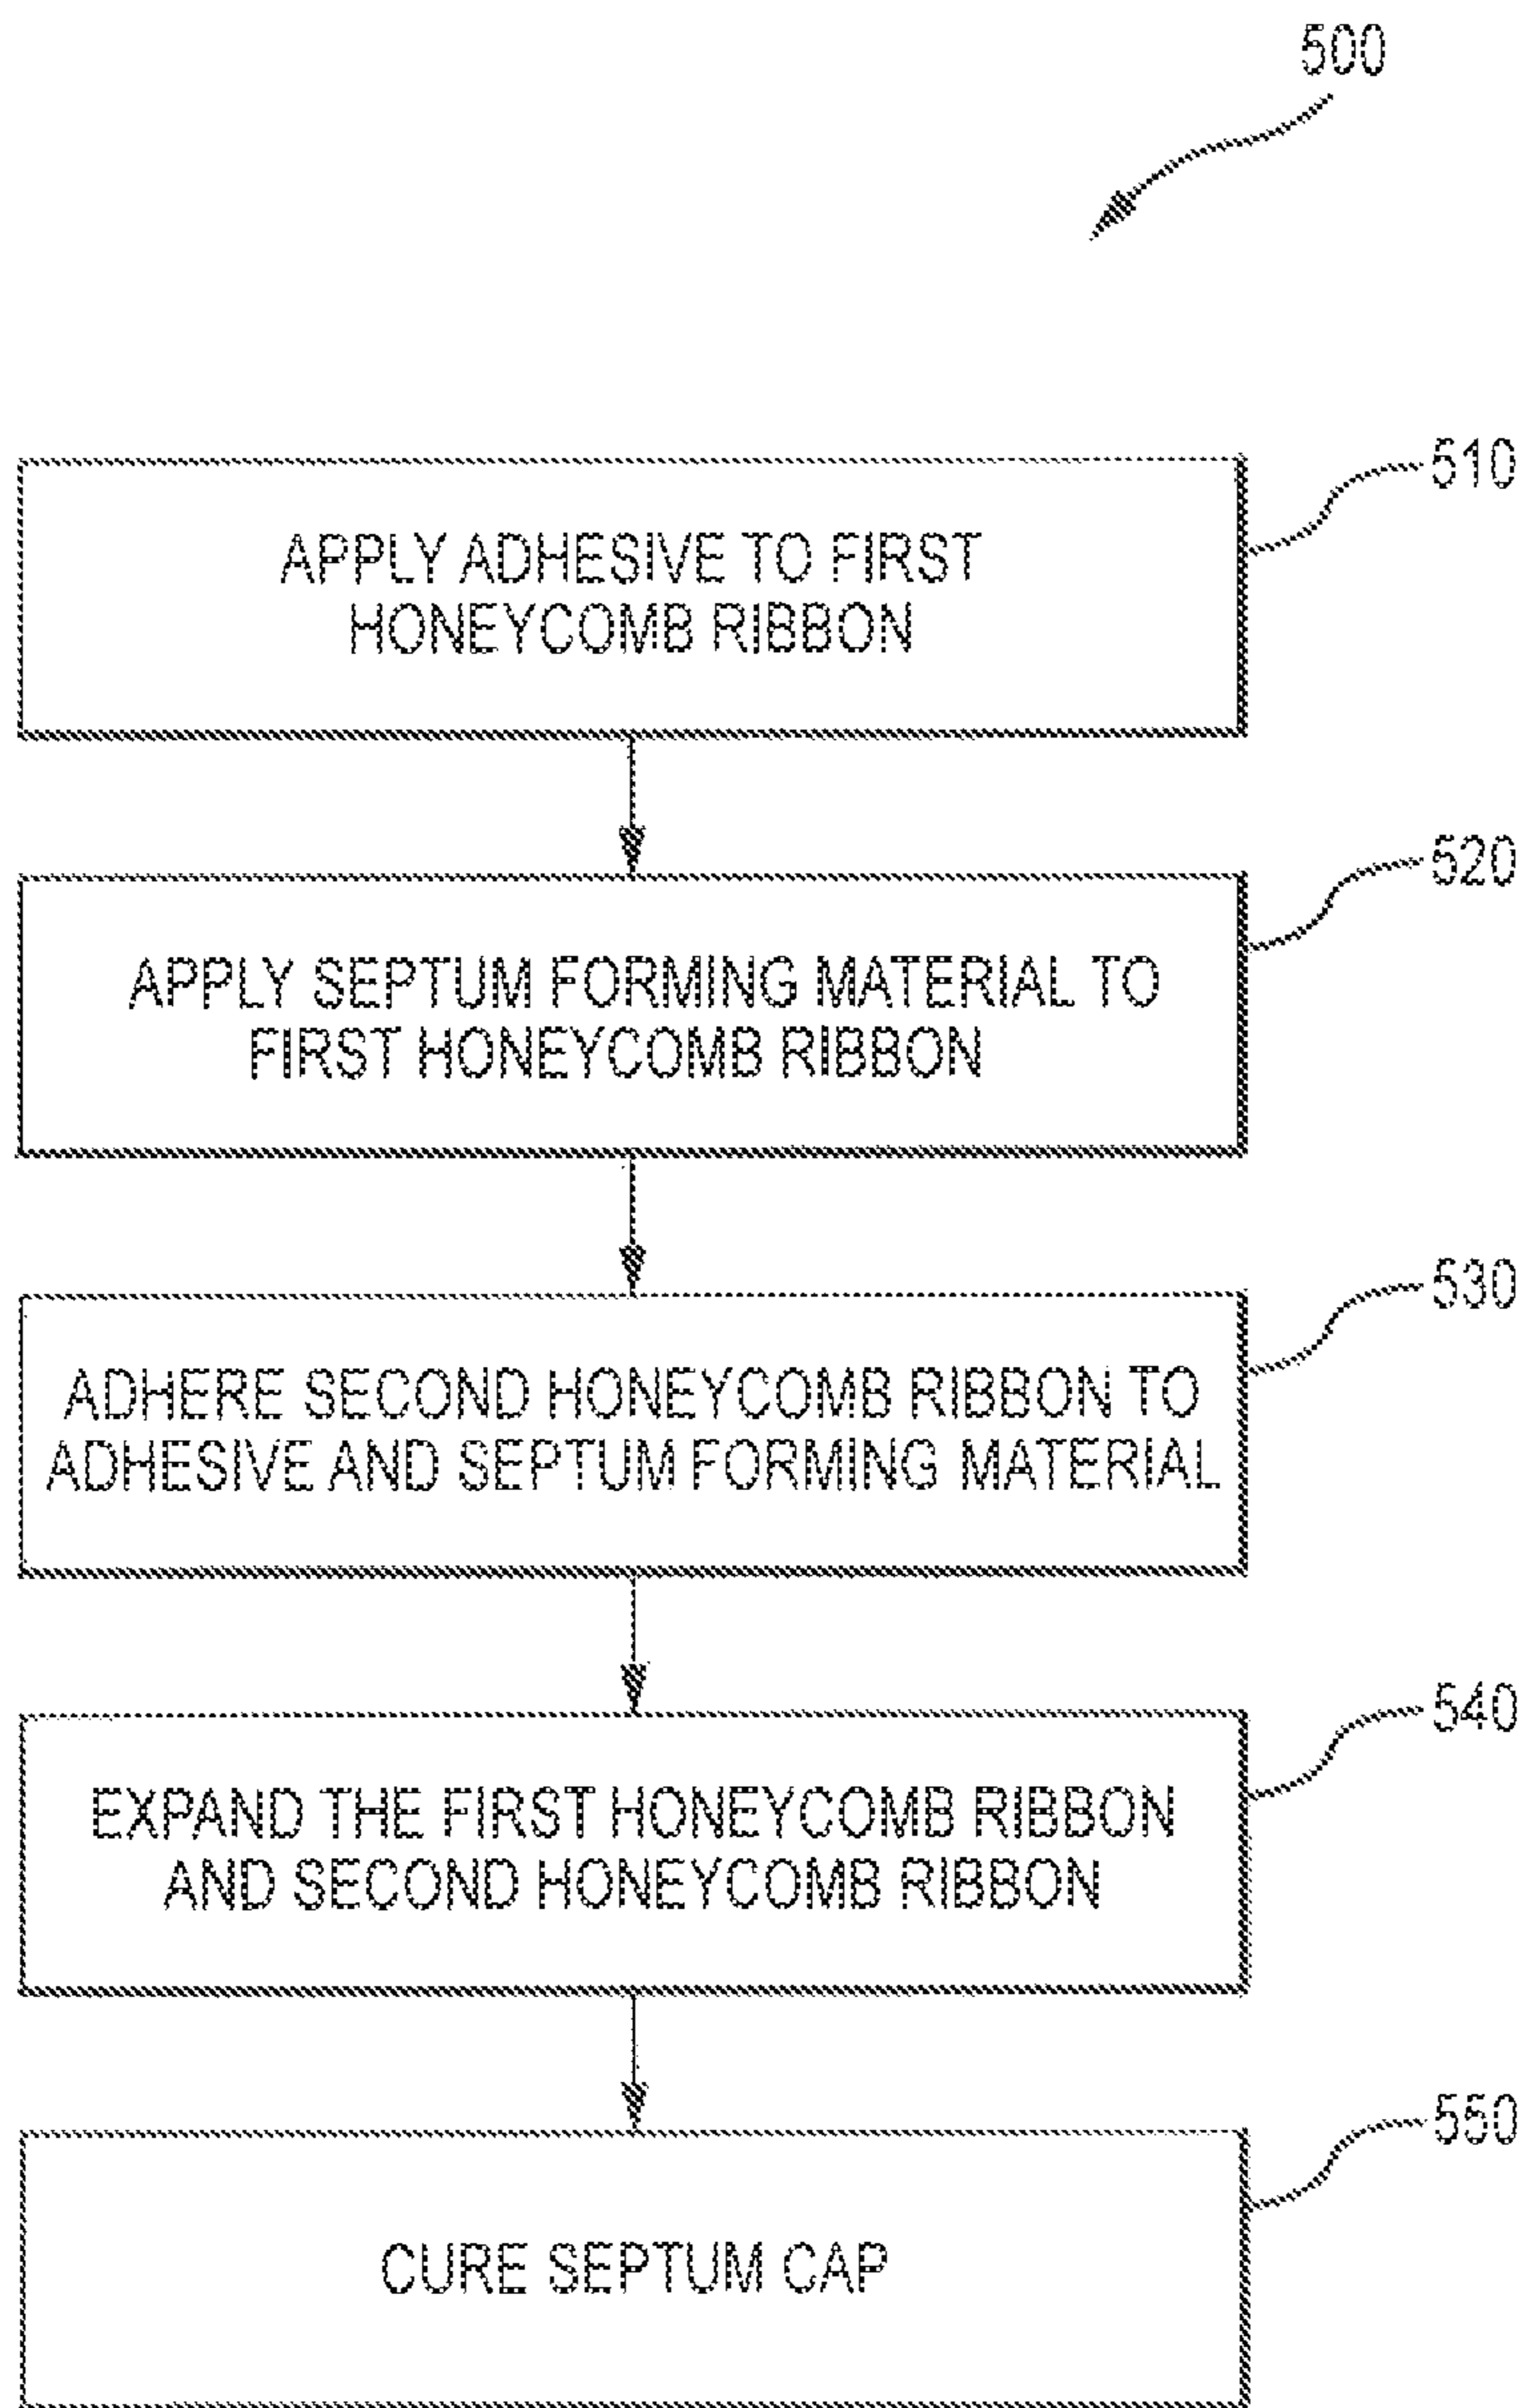 500
510
APPLY ADHESIVE TO FIRST
HONEYCOMB RIBBON
520
APPLY SEPTUM FORMING MATERIAL TO
FIRST HONEYCOMB RIBBON
530
ADHERE SECOND HONEYCOMB RIBBON TO
ADHESIVE AND SEPTUM FORMING MATERIAL
540
EXPAND THE FIRST HONEYCOMB RIBBON
AND SECOND HONEYCOMB RIBBON
550
CURE SEPTUM CAP